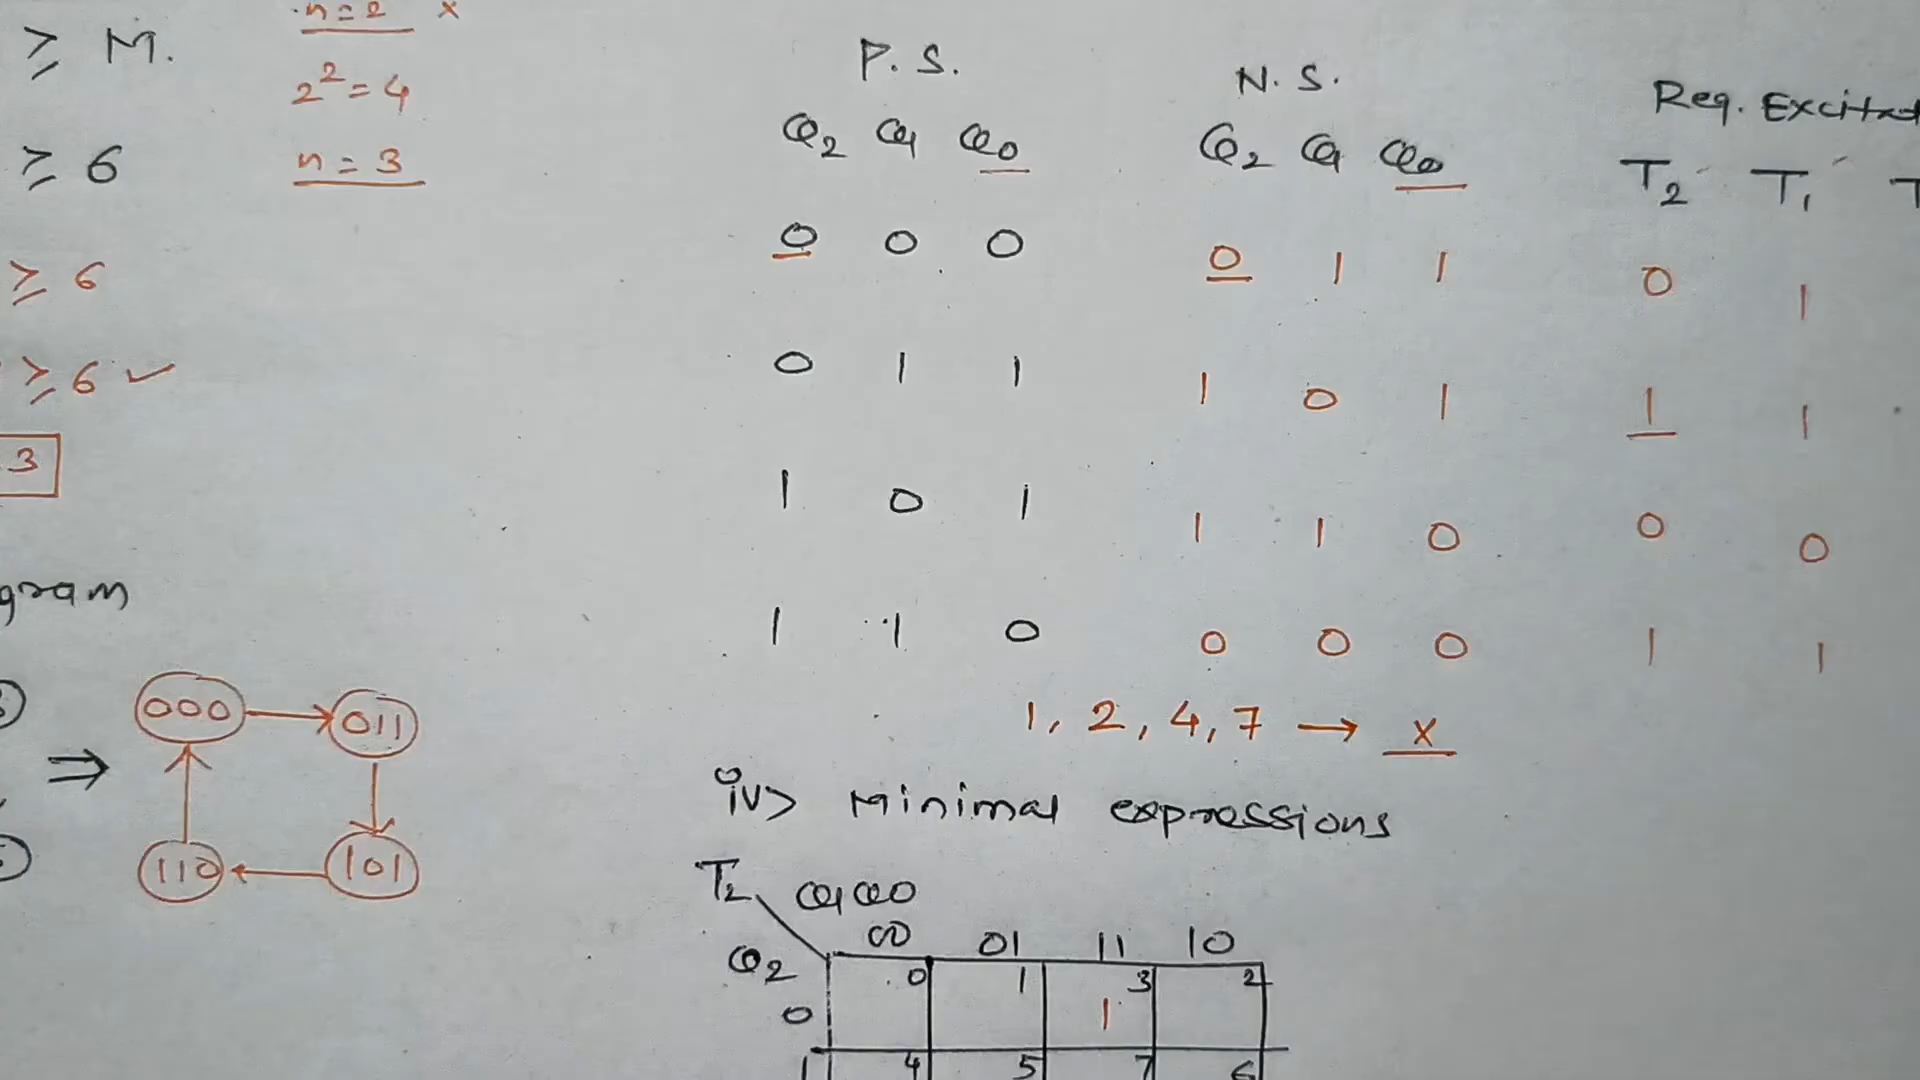 n=2 ×
≥ M.
2² = 4
≥ 6
n = 3
≥ 6
≥ 6 ✓
3
gram
⇒ 000 → 011
110 ← 101
P. S. N. S. Req. Excitat
Q2 Q1 Q0 Q2 Q1 Q0 T2 T1 T
0 0 0 0 1 1 0 1
0 1 1 1 0 1 1 1
1 0 1 1 1 0 0 0
1 1 0 0 0 0 1 1
1, 2, 4, 7 → x
iv> Minimal expressions
T2 Q1Q0
Q2 00 01 11 10
0 1 3 2
0 1
1 4 5 7 6